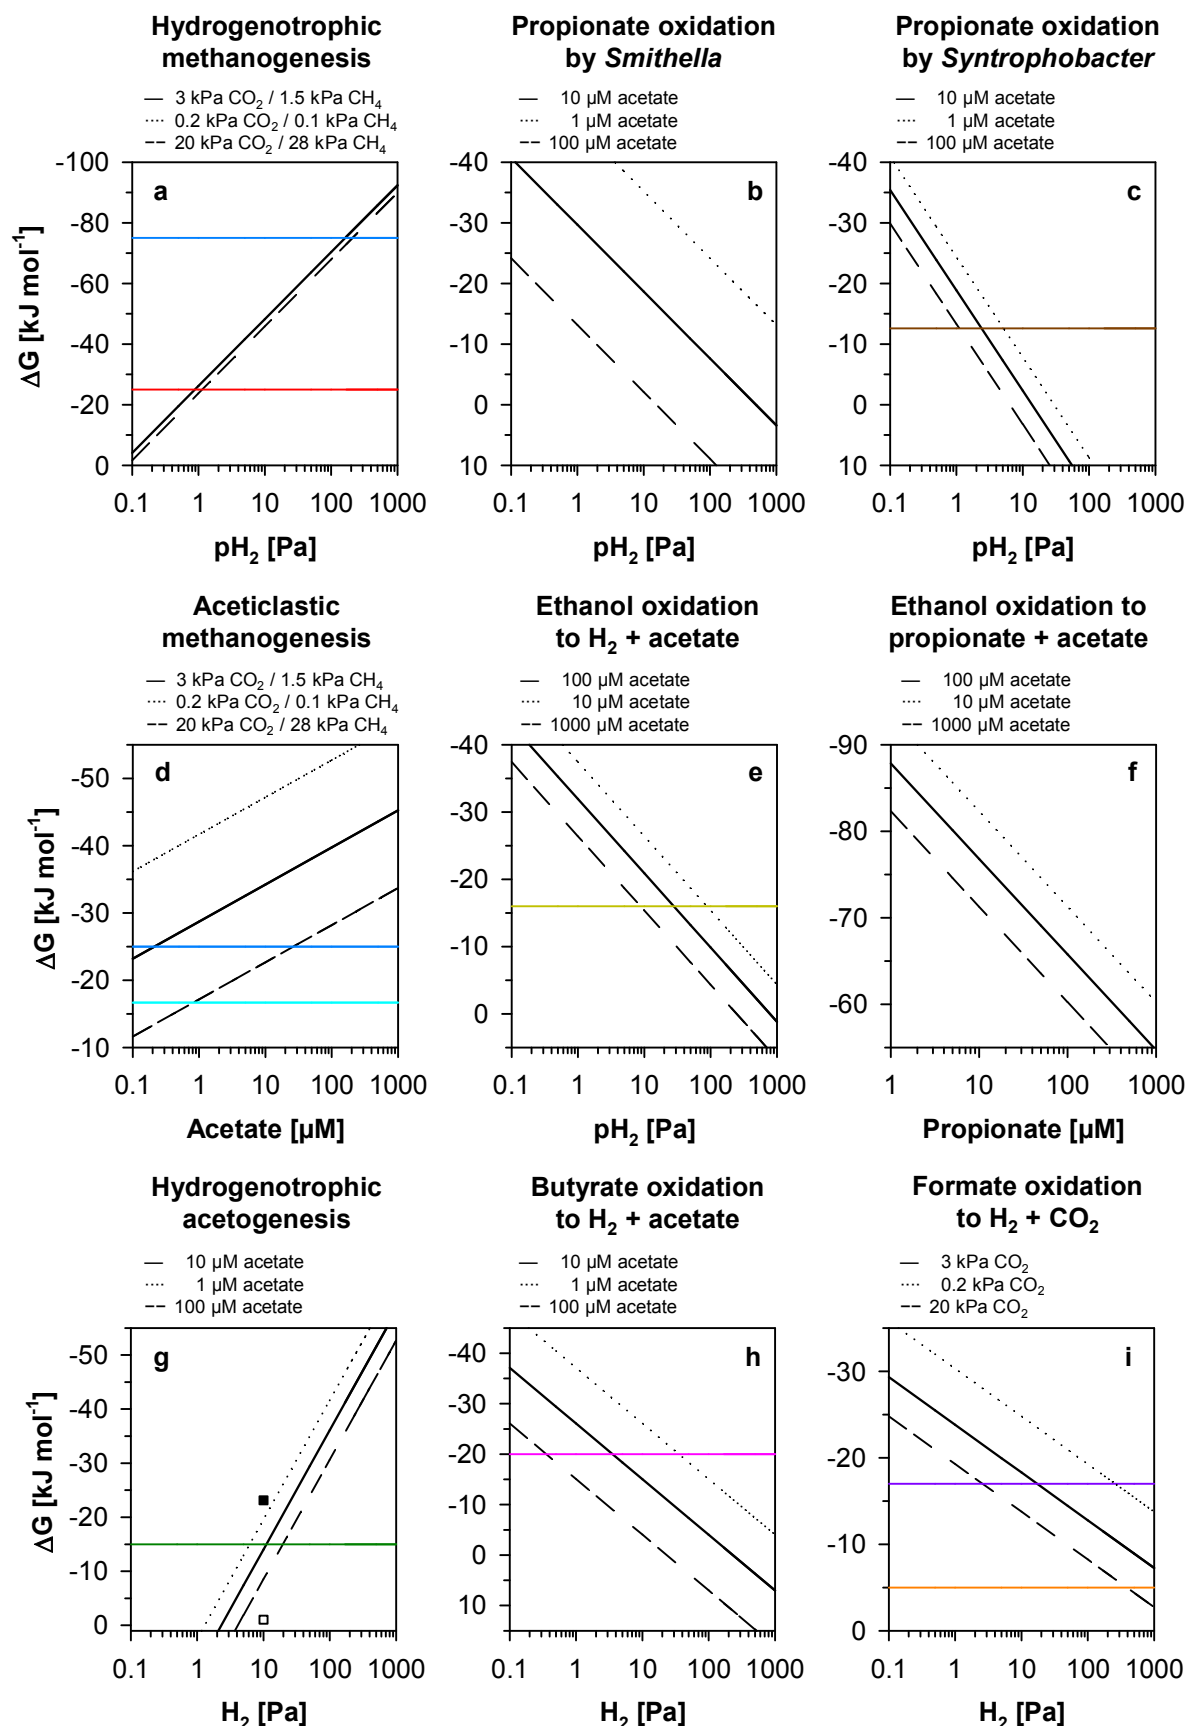 Hydrogenotrophic
methanogenesis
3 kPa CO2 / 1.5 kPa CH4
0.2 kPa CO2 / 0.1 kPa CH4
20 kPa CO2 / 28 kPa CH4
a
-100
-80
-60
-40
-20
0
ΔG [kJ mol-1]
0.1 1 10 100 1000
pH2 [Pa]
Propionate oxidation
by Smithella
10 µM acetate
1 µM acetate
100 µM acetate
b
-40
-30
-20
-10
0
10
0.1 1 10 100 1000
pH2 [Pa]
Propionate oxidation
by Syntrophobacter
10 µM acetate
1 µM acetate
100 µM acetate
c
-40
-30
-20
-10
0
10
0.1 1 10 100 1000
pH2 [Pa]
Aceticlastic
methanogenesis
3 kPa CO2 / 1.5 kPa CH4
0.2 kPa CO2 / 0.1 kPa CH4
20 kPa CO2 / 28 kPa CH4
d
-50
-40
-30
-20
-10
ΔG [kJ mol-1]
0.1 1 10 100 1000
Acetate [µM]
Ethanol oxidation
to H2 + acetate
100 µM acetate
10 µM acetate
1000 µM acetate
e
-40
-30
-20
-10
0
0.1 1 10 100 1000
pH2 [Pa]
Ethanol oxidation to
propionate + acetate
100 µM acetate
10 µM acetate
1000 µM acetate
f
-90
-80
-70
-60
1 10 100 1000
Propionate [µM]
Hydrogenotrophic
acetogenesis
10 µM acetate
1 µM acetate
100 µM acetate
g
-50
-40
-30
-20
-10
0
ΔG [kJ mol-1]
0.1 1 10 100 1000
H2 [Pa]
Butyrate oxidation
to H2 + acetate
10 µM acetate
1 µM acetate
100 µM acetate
h
-40
-30
-20
-10
0
10
0.1 1 10 100 1000
H2 [Pa]
Formate oxidation
to H2 + CO2
3 kPa CO2
0.2 kPa CO2
20 kPa CO2
i
-30
-20
-10
0
0.1 1 10 100 1000
H2 [Pa]